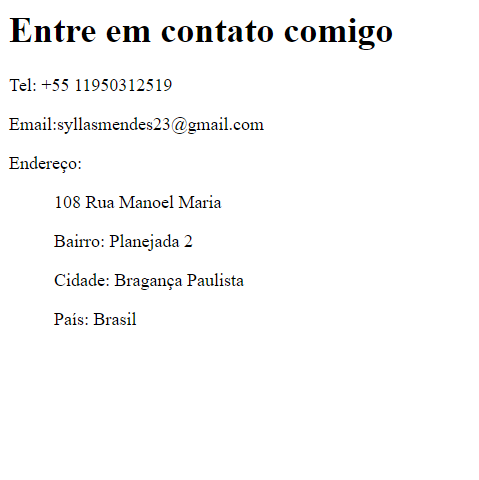 Entre em contato comigo
Tel: +55 11950312519
Email:syllasmendes23@gmail.com
Endereço:
108 Rua Manoel Maria
Bairro: Planejada 2
Cidade: Bragança Paulista
País: Brasil